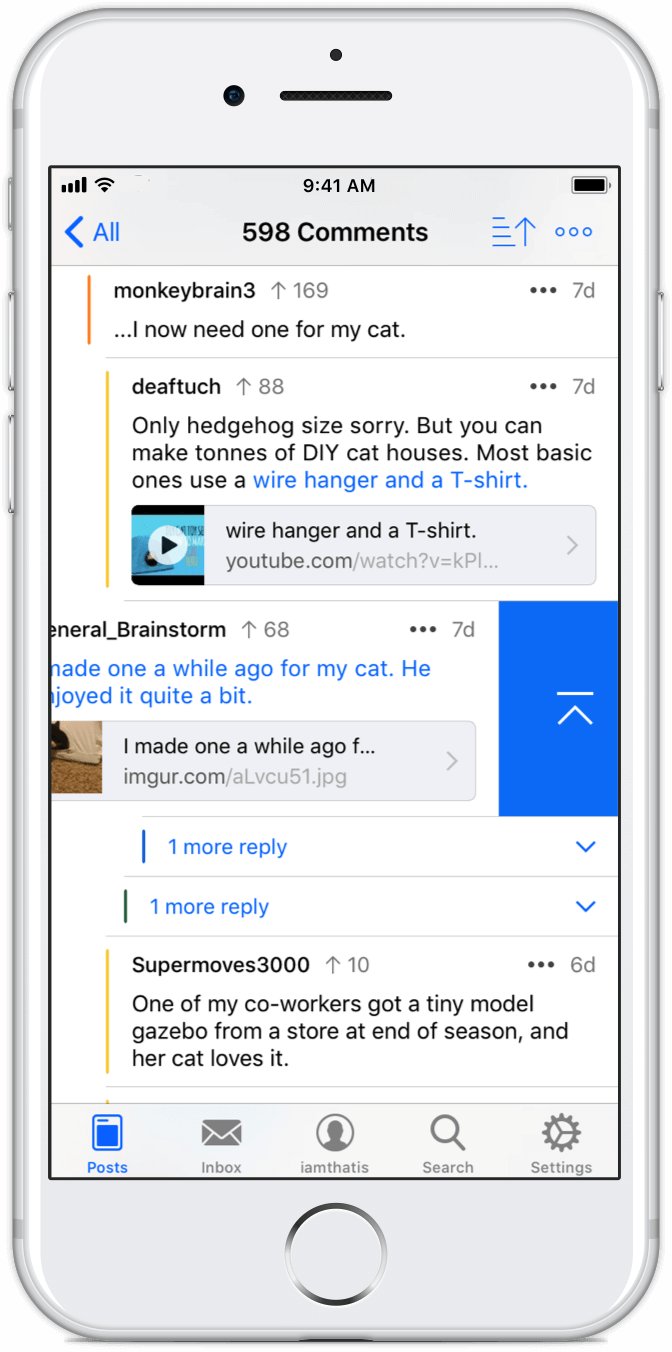 9:41 AM
All
598 Comments
monkeybrain3 169 7d
...I now need one for my cat.
deaftuch 88 7d
Only hedgehog size sorry. But you can
make tonnes of DIY cat houses. Most basic
ones use a wire hanger and a T-shirt.
wire hanger and a T-shirt.
youtube.com/watch?v=kPl...
eneral_Brainstorm 68 7d
made one a while ago for my cat. He
njoyed it quite a bit.
I made one a while ago f...
imgur.com/aLvcu51.jpg
1 more reply
1 more reply
Supermoves3000 10 6d
One of my co-workers got a tiny model
gazebo from a store at end of season, and
her cat loves it.
Posts Inbox iamthatis Search Settings